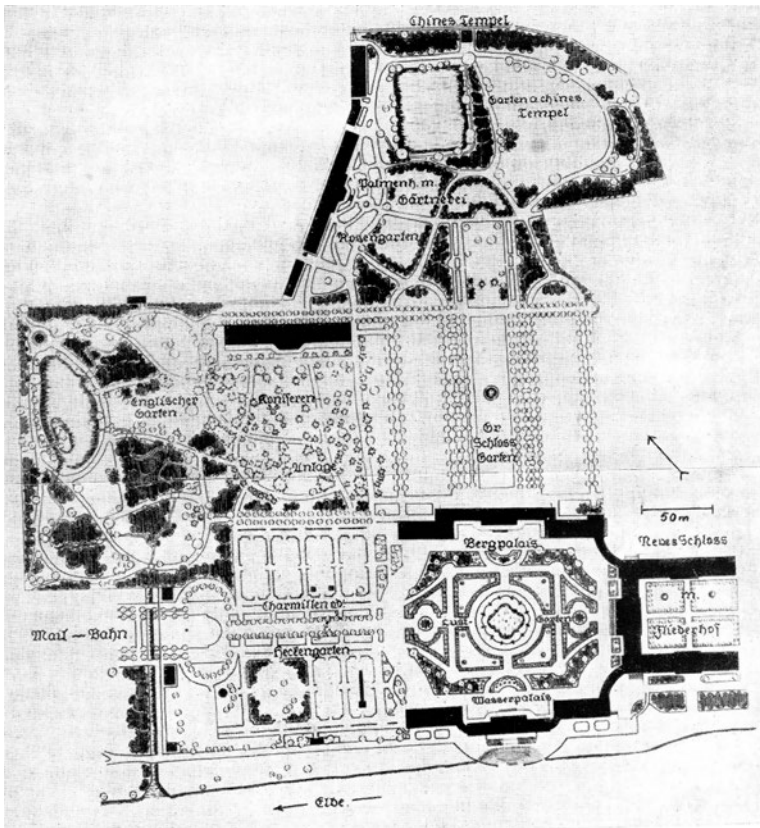 Chines Tempel
Garten a. chines.
Tempel
Palmenh. m.
Gärtnerei
Rosengarten
Englischer
Garten
Koniferen
Anlage
Gr.
Schloss
Garten
50 m
Bergpalais
Neues Schloss
m.
Fliederhof
Lust-
Garten
Charmillen od.
Mail-Bahn
Heckengarten
Wasserpalais
Elbe